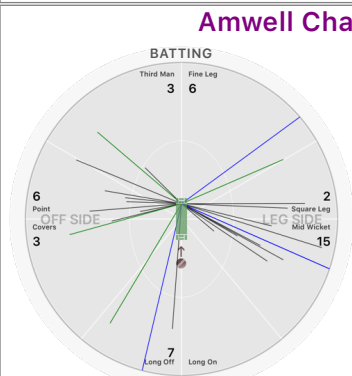 Amwell Cha
BATTING
Third Man Fine Leg
3 6
6 2
Point Square Leg
OFF SIDE LEG SIDE
Covers Mid Wicket
3 15
7
Long Off Long On